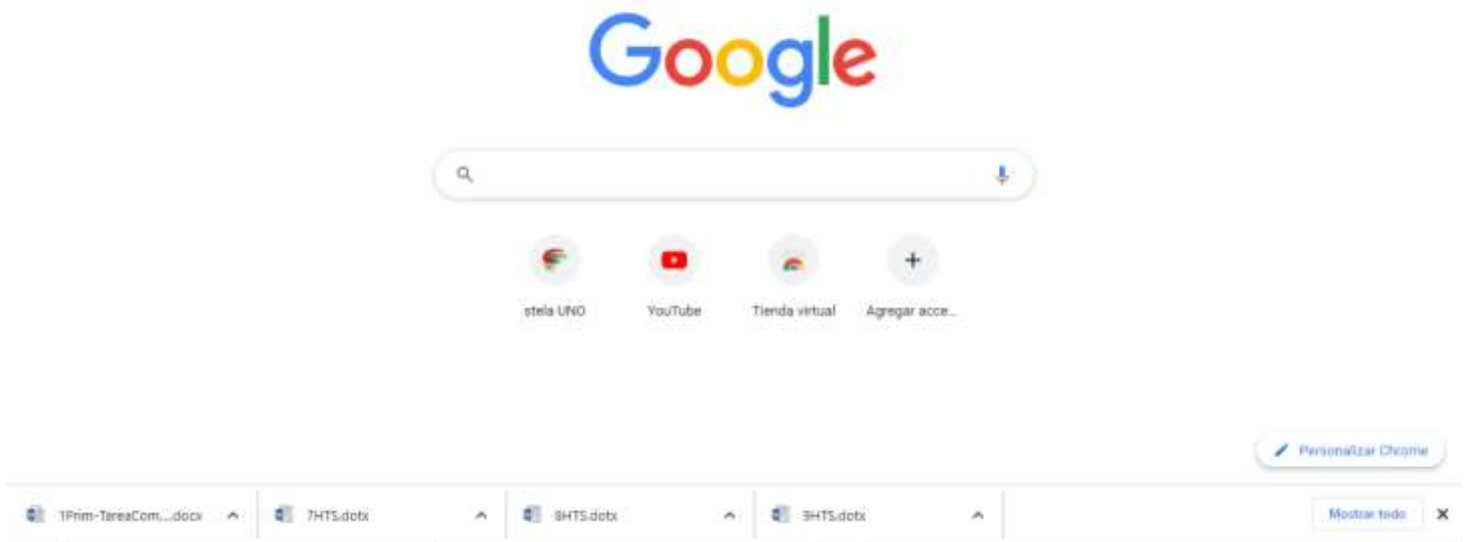 Google
stela UNO
YouTube
Tienda virtual
Agregar acce...
Personalizar Chrome
1Prim-TareaCom....docx
7HTS.dotx
8HTS.dotx
9HTS.dotx
Mostrar todo